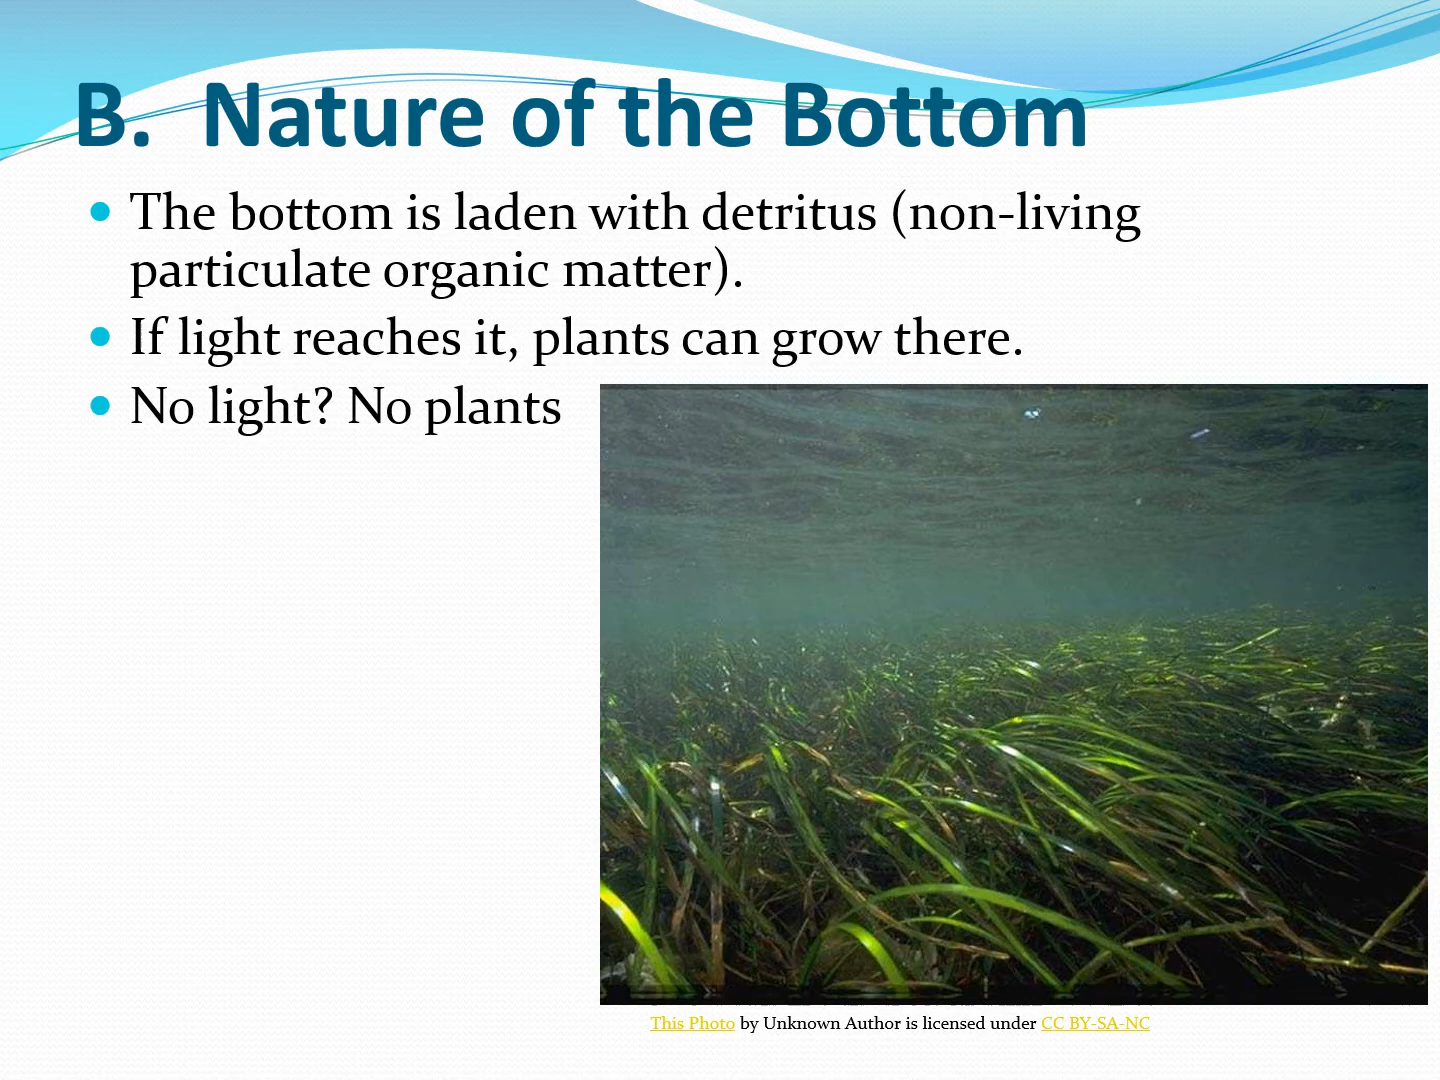 B.  Nature of the Bottom
• The bottom is laden with detritus (non-living
particulate organic matter).
• If light reaches it, plants can grow there.
• No light? No plants
This Photo by Unknown Author is licensed under CC BY-SA-NC